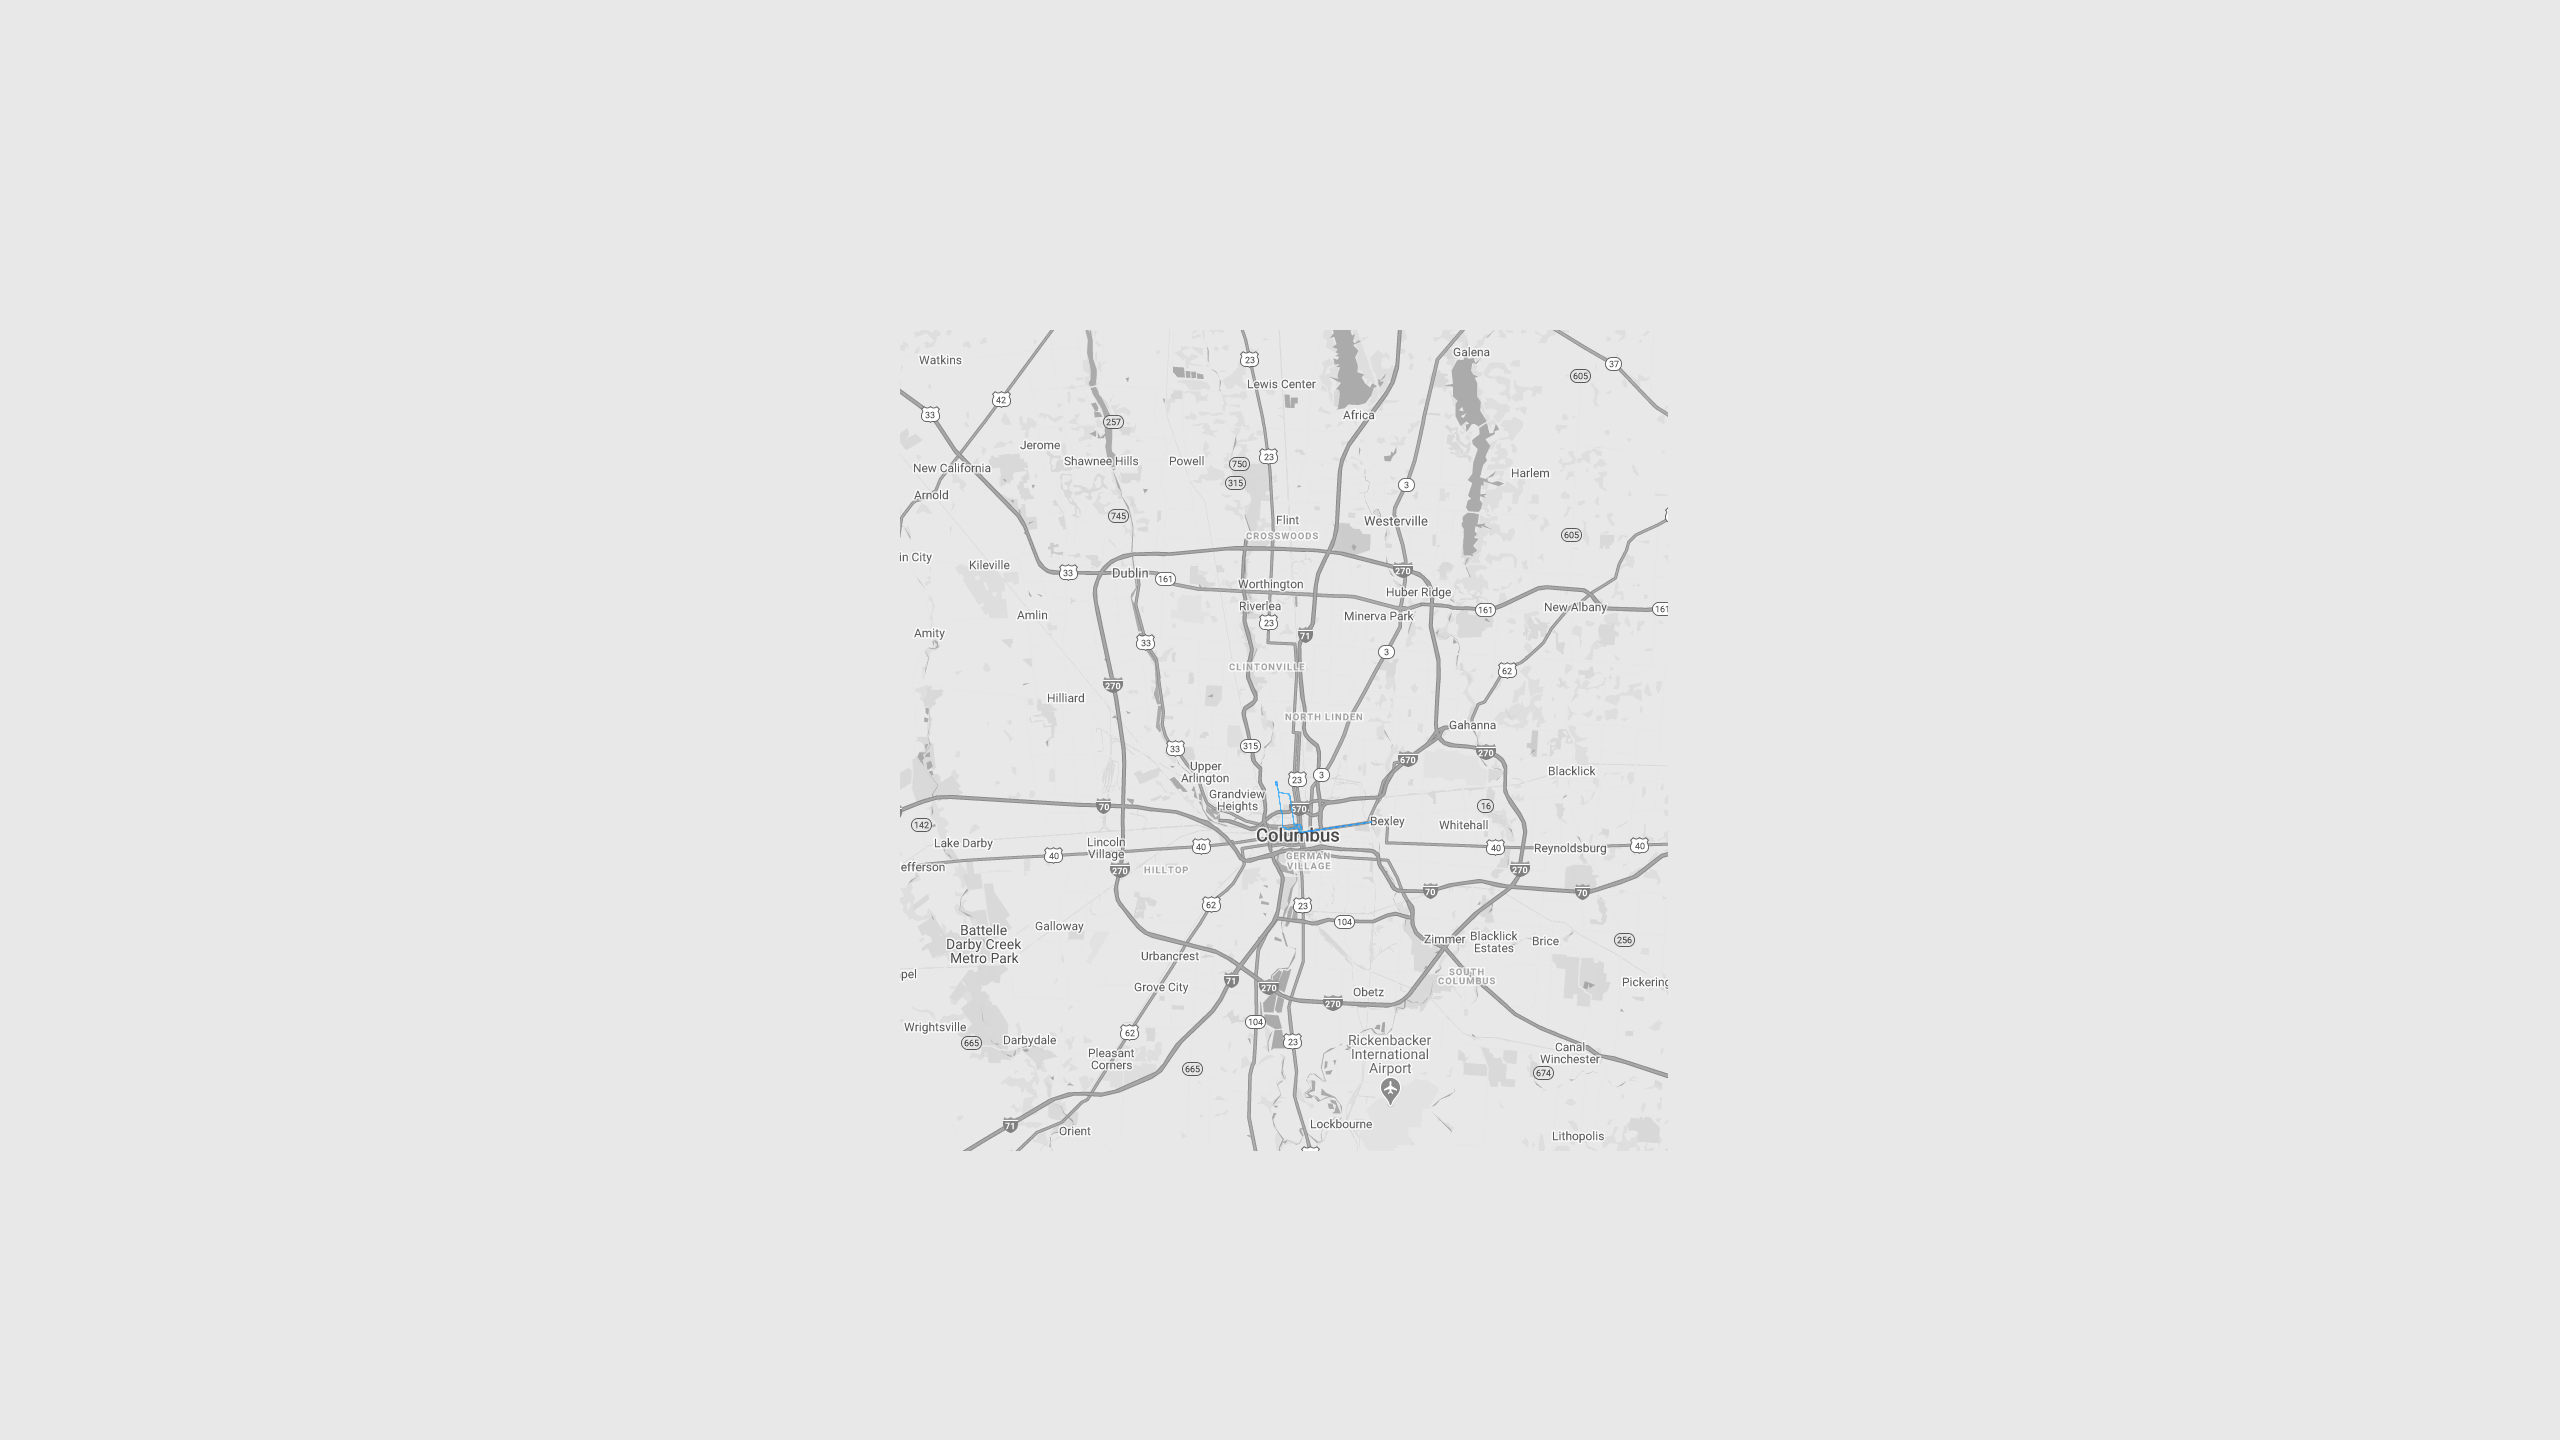 Watkins
23
Galena
37
605
Lewis Center
42
33
Africa
257
Jerome
Shawnee Hills
Powell
750
23
New California
315
Harlem
3
Arnold
745
Flint
Westerville
CROSSWOODS
605
in City
Kileville
33
Dublin
161
270
Worthington
Huber Ridge
Riverlea
New Albany
161
161
Amlin
Minerva Park
23
Amity
71
33
3
CLINTONVILLE
62
270
Hilliard
NORTH LINDEN
Gahanna
315
33
270
670
Upper
Arlington
23
3
Blacklick
Grandview
Heights
70
670
16
142
Bexley
Whitehall
Columbus
Lake Darby
Lincoln
Village
40
40
40
Reynoldsburg
40
GERMAN
VILLAGE
efferson
HILLTOP
270
270
70
70
62
23
104
Galloway
Battelle
Darby Creek
Metro Park
Zimmer
Blacklick
Estates
Brice
256
Urbancrest
pel
SOUTH
COLUMBUS
71
Pickering
Grove City
270
Obetz
270
104
Wrightsville
62
665
Darbydale
23
Rickenbacker
International
Airport
Pleasant
Corners
Canal
Winchester
665
674
71
Lockbourne
Orient
Lithopolis